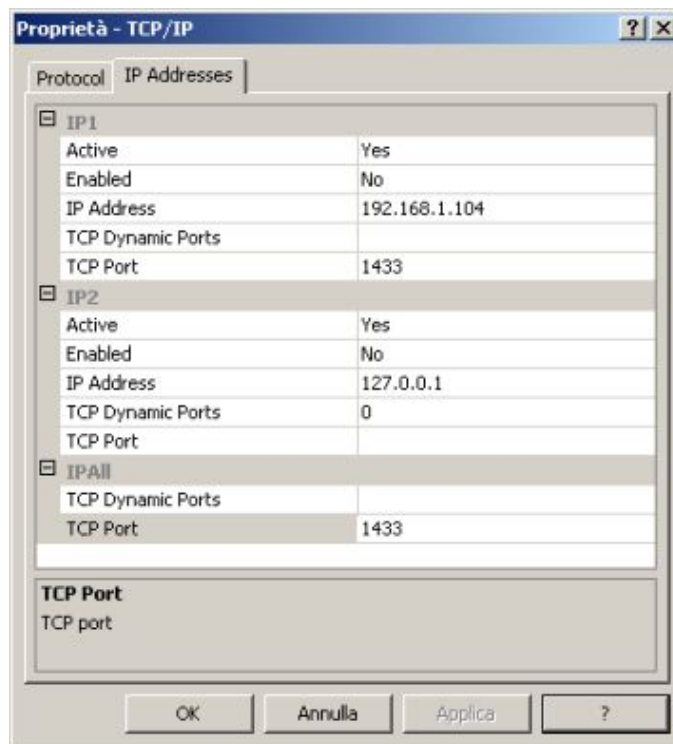 Proprietà - TCP/IP
? ×
Protocol IP Addresses
IP1
Active Yes
Enabled No
IP Address 192.168.1.104
TCP Dynamic Ports
TCP Port 1433
IP2
Active Yes
Enabled No
IP Address 127.0.0.1
TCP Dynamic Ports 0
TCP Port
IPAll
TCP Dynamic Ports
TCP Port 1433
TCP Port
TCP port
OK Annulla Applica ?